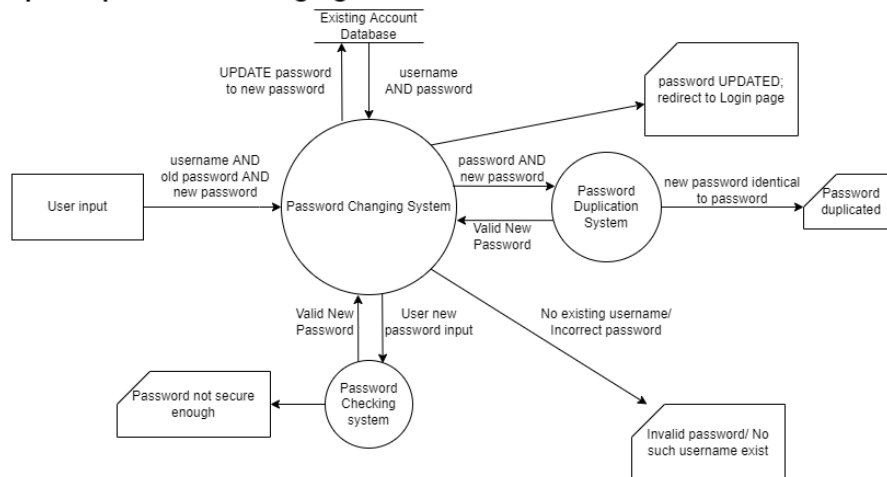 Existing Account
Database
UPDATE password
to new password
username
AND password
password UPDATED;
redirect to Login page
username AND
old password AND
new password
User input
Password Changing System
password AND
new password
Password
Duplication
System
new password identical
to password
Password
duplicated
Valid New
Password
Valid New
Password
User new
password input
No existing username/
Incorrect password
Password not secure
enough
Password
Checking
system
Invalid password/ No
such username exist